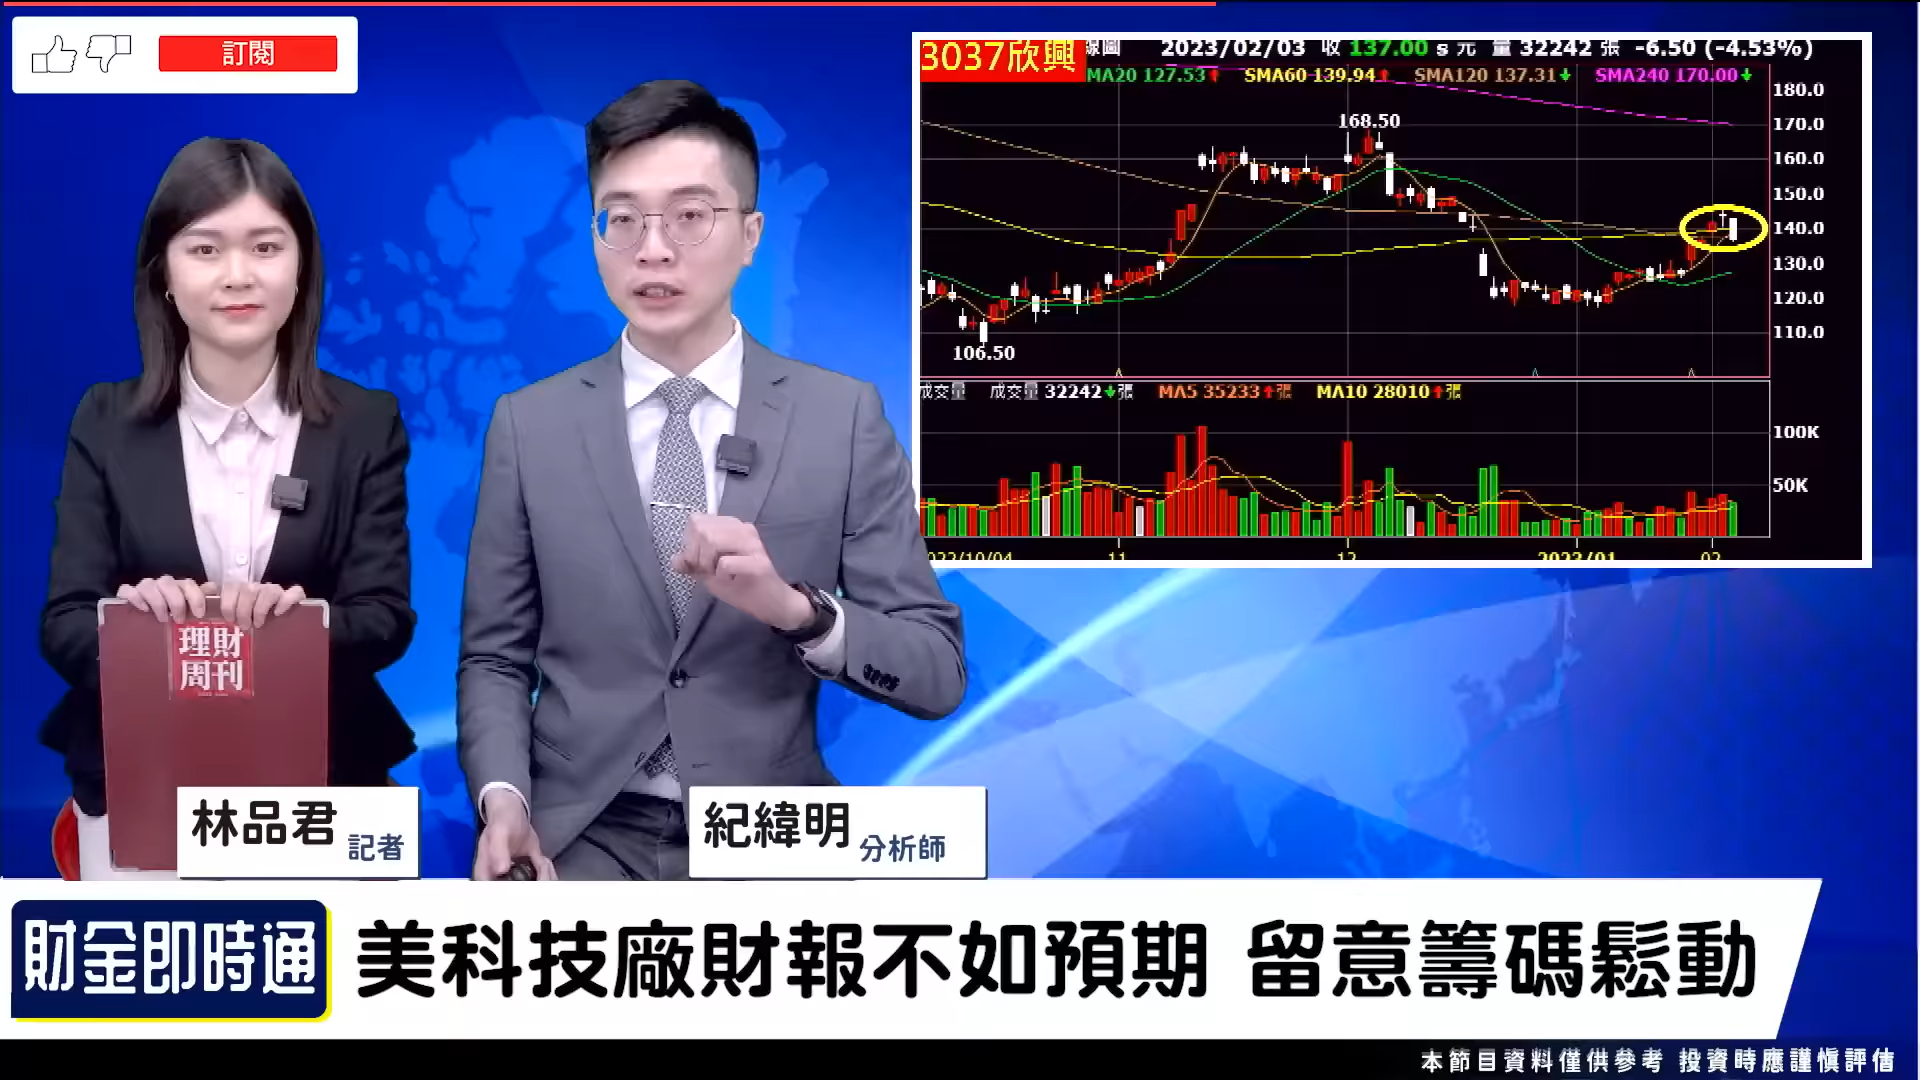 訂閱
3037欣興
線圖 2023/02/03 收 137.00 s 元 量 32242 張 -6.50 (-4.53%)
MA20 127.53↑ SMA60 139.94↑ SMA120 137.31↓ SMA240 170.00↓
180.0
170.0
168.50
160.0
150.0
140.0
130.0
120.0
110.0
106.50
成交量 成交量 32242↓張 MA5 35233↑張 MA10 28010↑張
100K
50K
2022/10/04 11 12 2023/01 02
理財
周刊
林品君 記者
紀緯明 分析師
財金即時通
美科技廠財報不如預期 留意籌碼鬆動
本節目資料僅供參考 投資時應謹慎評估